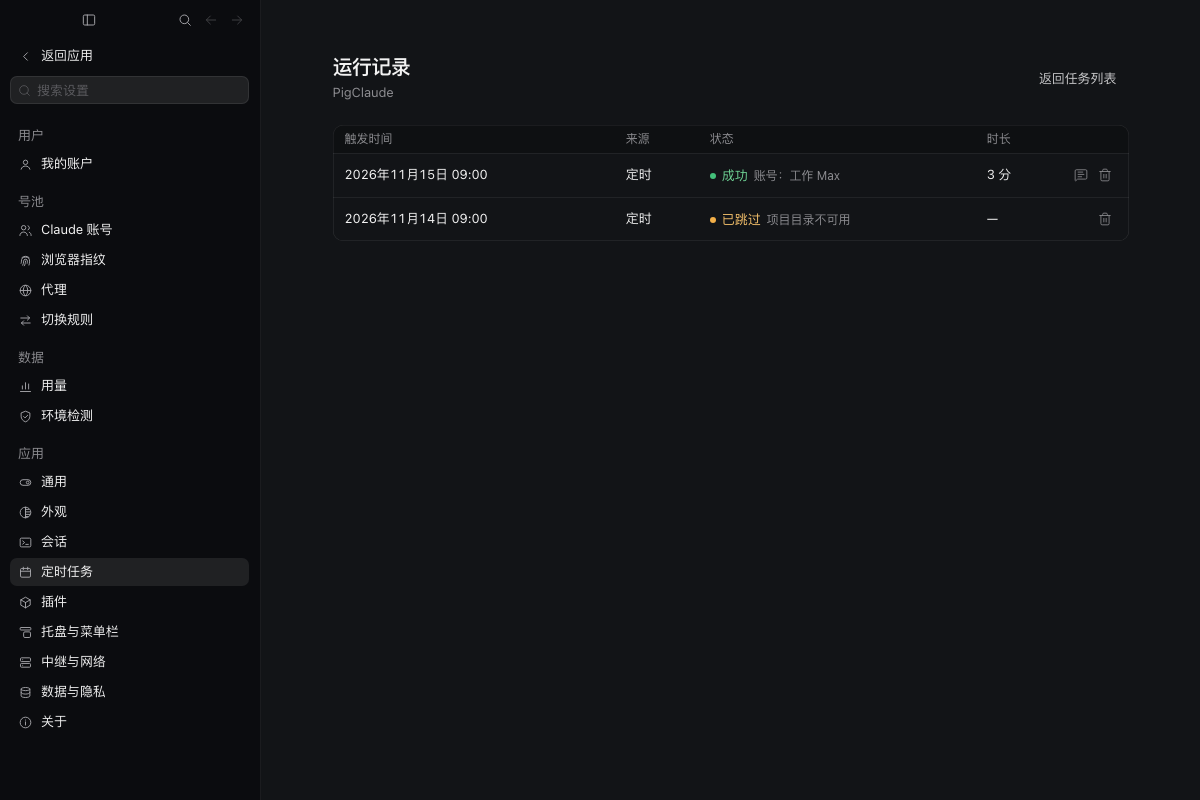 返回应用
搜索设置
用户
我的账户
号池
Claude 账号
浏览器指纹
代理
切换规则
数据
用量
环境检测
应用
通用
外观
会话
定时任务
插件
托盘与菜单栏
中继与网络
数据与隐私
关于
运行记录
PigClaude
返回任务列表
触发时间 来源 状态 时长
2026年11月15日 09:00 定时 成功 账号：工作 Max 3 分
2026年11月14日 09:00 定时 已跳过 项目目录不可用 —